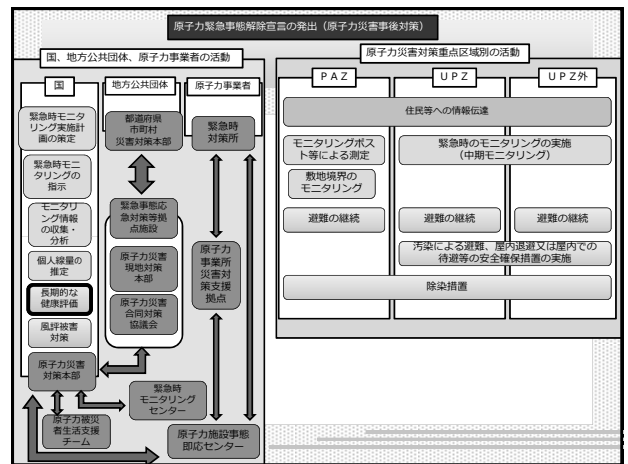 原子力緊急事態解除宣言の発出（原子力災害事後対策）
国、地方公共団体、原子力事業者の活動
国
緊急時モニタ
リング実施計
画の策定
緊急時モニ
タリングの
指示
モニタリ
ング情報
の収集・
分析
個人線量の
推定
長期的な
健康評価
風評被害
対策
原子力災害
対策本部
原子力被災
者生活支援
チーム
地方公共団体
都道府県
市町村
災害対策本部
緊急事態応
急対策等拠
点施設
原子力災害
現地対策
本部
原子力災害
合同対策
協議会
緊急時
モニタリング
センター
原子力事業者
緊急時
対策所
原子力
事業所
災害対
策支援
拠点
原子力施設事態
即応センター
原子力災害対策重点区域別の活動
ＰＡＺ
ＵＰＺ
ＵＰＺ外
住民等への情報伝達
モニタリングポス
ト等による測定
緊急時のモニタリングの実施
（中期モニタリング）
敷地境界の
モニタリング
避難の継続
避難の継続
避難の継続
汚染による避難、屋内退避又は屋内での
待避等の安全確保措置の実施
除染措置